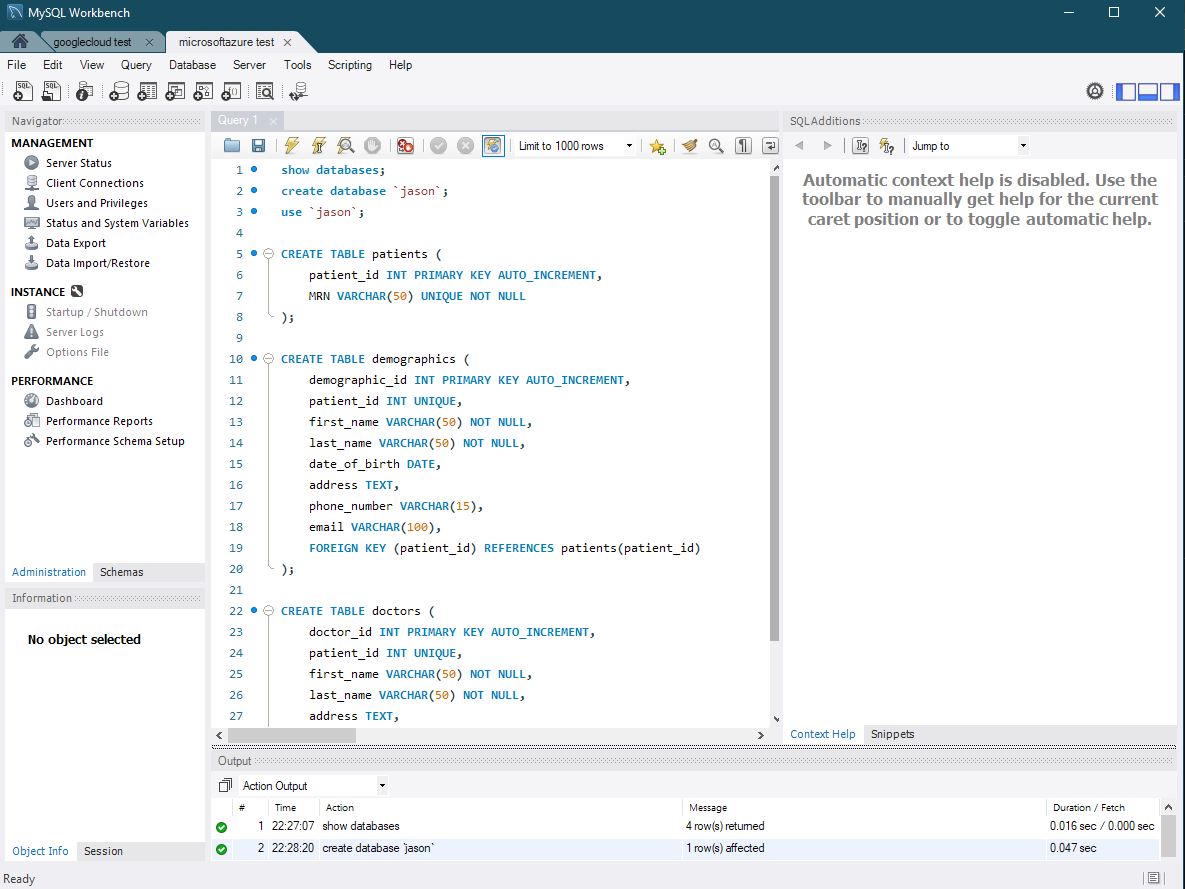 MySQL Workbench
googlecloud test
microsoftazure test
File Edit View Query Database Server Tools Scripting Help
Navigator
MANAGEMENT
Server Status
Client Connections
Users and Privileges
Status and System Variables
Data Export
Data Import/Restore
INSTANCE
Startup / Shutdown
Server Logs
Options File
PERFORMANCE
Dashboard
Performance Reports
Performance Schema Setup
Administration Schemas
Information
No object selected
Object Info Session
Query 1
Limit to 1000 rows
1 show databases;
2 create database `jason`;
3 use `jason`;
4
5 CREATE TABLE patients (
6 patient_id INT PRIMARY KEY AUTO_INCREMENT,
7 MRN VARCHAR(50) UNIQUE NOT NULL
8 );
9
10 CREATE TABLE demographics (
11 demographic_id INT PRIMARY KEY AUTO_INCREMENT,
12 patient_id INT UNIQUE,
13 first_name VARCHAR(50) NOT NULL,
14 last_name VARCHAR(50) NOT NULL,
15 date_of_birth DATE,
16 address TEXT,
17 phone_number VARCHAR(15),
18 email VARCHAR(100),
19 FOREIGN KEY (patient_id) REFERENCES patients(patient_id)
20 );
21
22 CREATE TABLE doctors (
23 doctor_id INT PRIMARY KEY AUTO_INCREMENT,
24 patient_id INT UNIQUE,
25 first_name VARCHAR(50) NOT NULL,
26 last_name VARCHAR(50) NOT NULL,
27 address TEXT,
SQLAdditions
Jump to
Automatic context help is disabled. Use the
toolbar to manually get help for the current
caret position or to toggle automatic help.
Context Help Snippets
Output
Action Output
# Time Action Message Duration / Fetch
1 22:27:07 show databases 4 row(s) returned 0.016 sec / 0.000 sec
2 22:28:20 create database `jason` 1 row(s) affected 0.047 sec
Ready